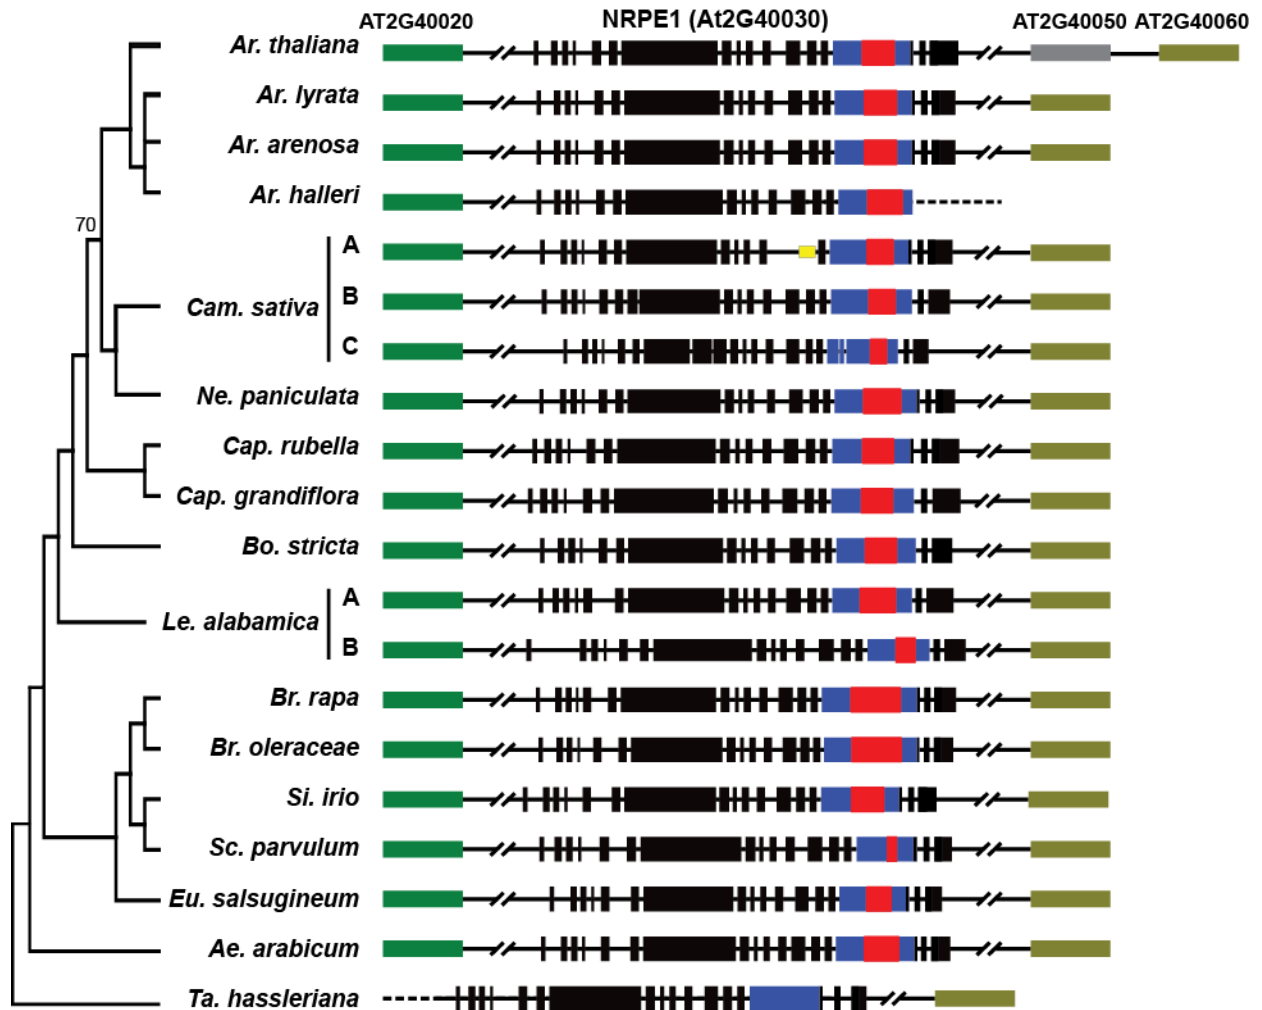 AT2G40020 NRPE1 (At2G40030) AT2G40050 AT2G40060
Ar. thaliana
Ar. lyrata
Ar. arenosa
Ar. halleri
70
A
Cam. sativa B
C
Ne. paniculata
Cap. rubella
Cap. grandiflora
Bo. stricta
A
Le. alabamica
B
Br. rapa
Br. oleraceae
Si. irio
Sc. parvulum
Eu. salsugineum
Ae. arabicum
Ta. hassleriana